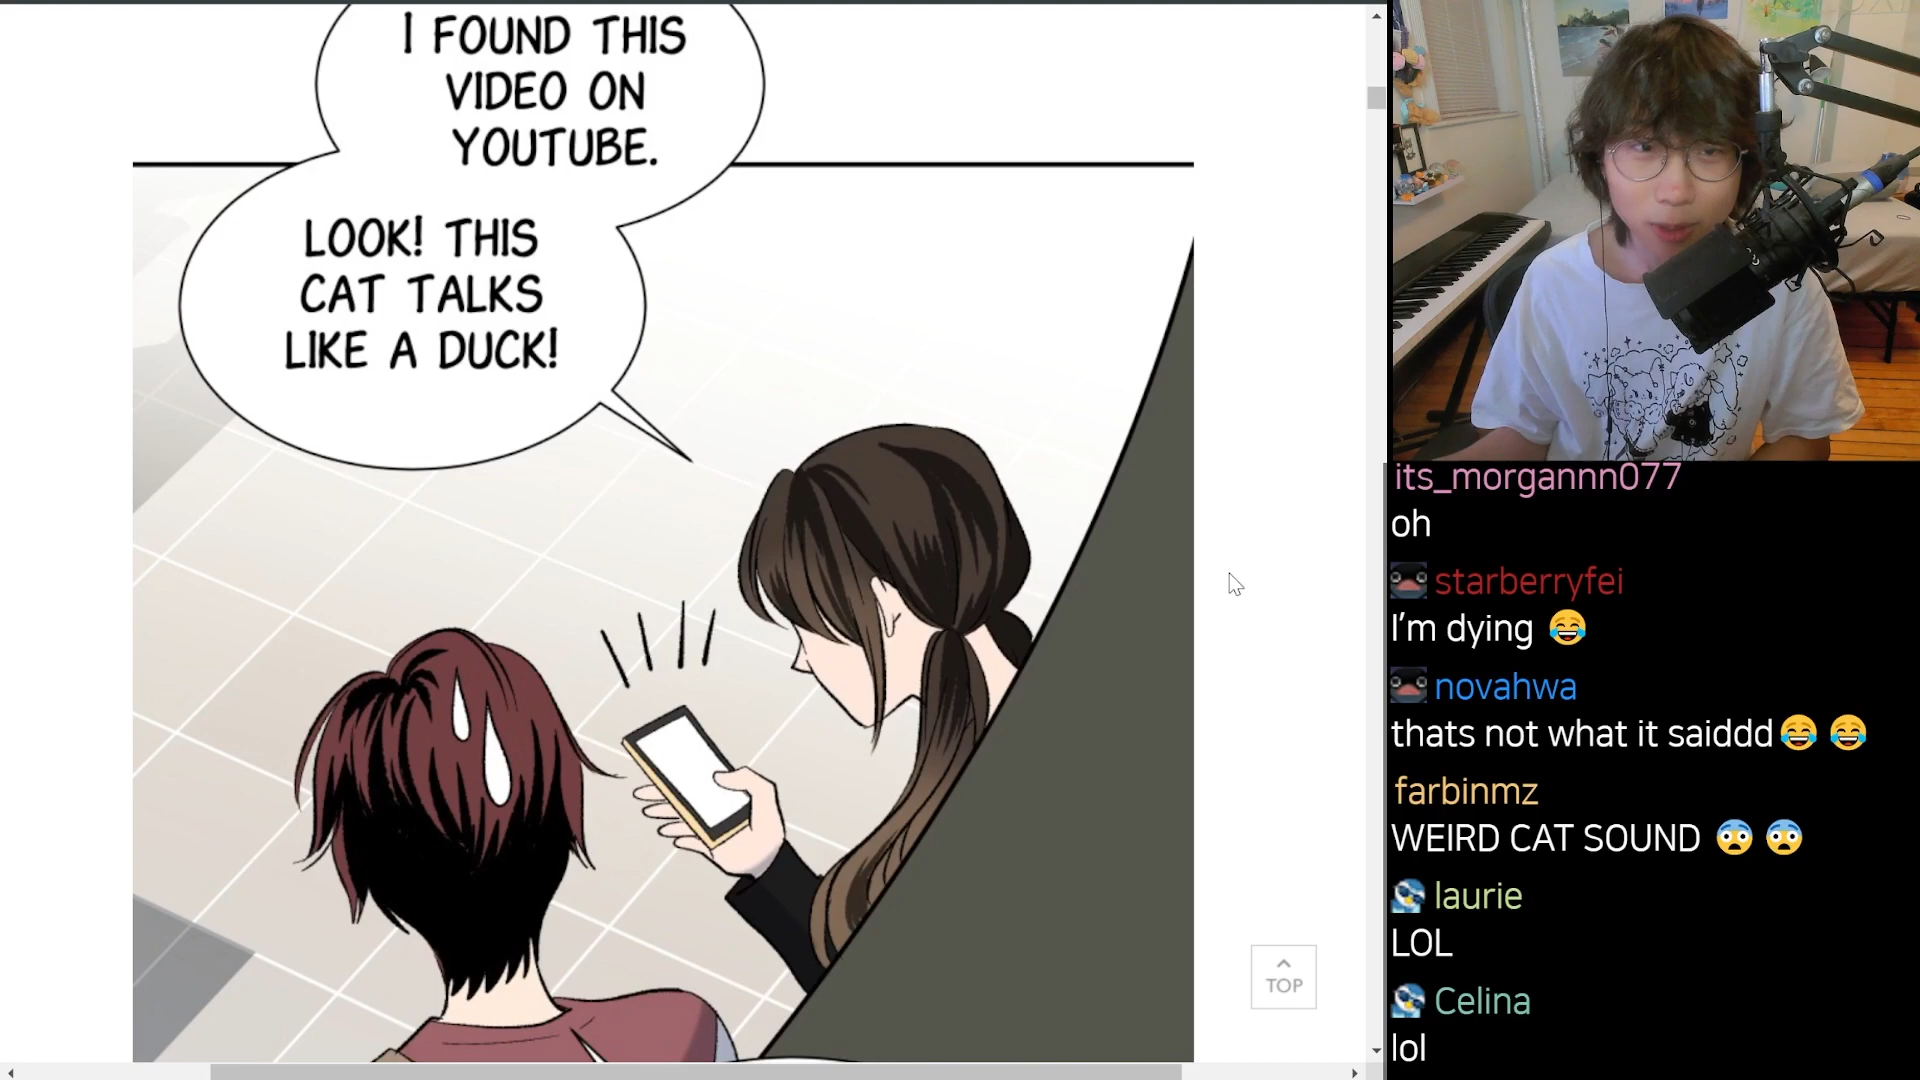 I FOUND THIS
VIDEO ON
YOUTUBE.
LOOK! THIS
CAT TALKS
LIKE A DUCK!
TOP
its_morgannn077
oh
starberryfei
I'm dying 😂
novahwa
thats not what it saiddd😂 😂
farbinmz
WEIRD CAT SOUND 😨 😨
laurie
LOL
Celina
lol